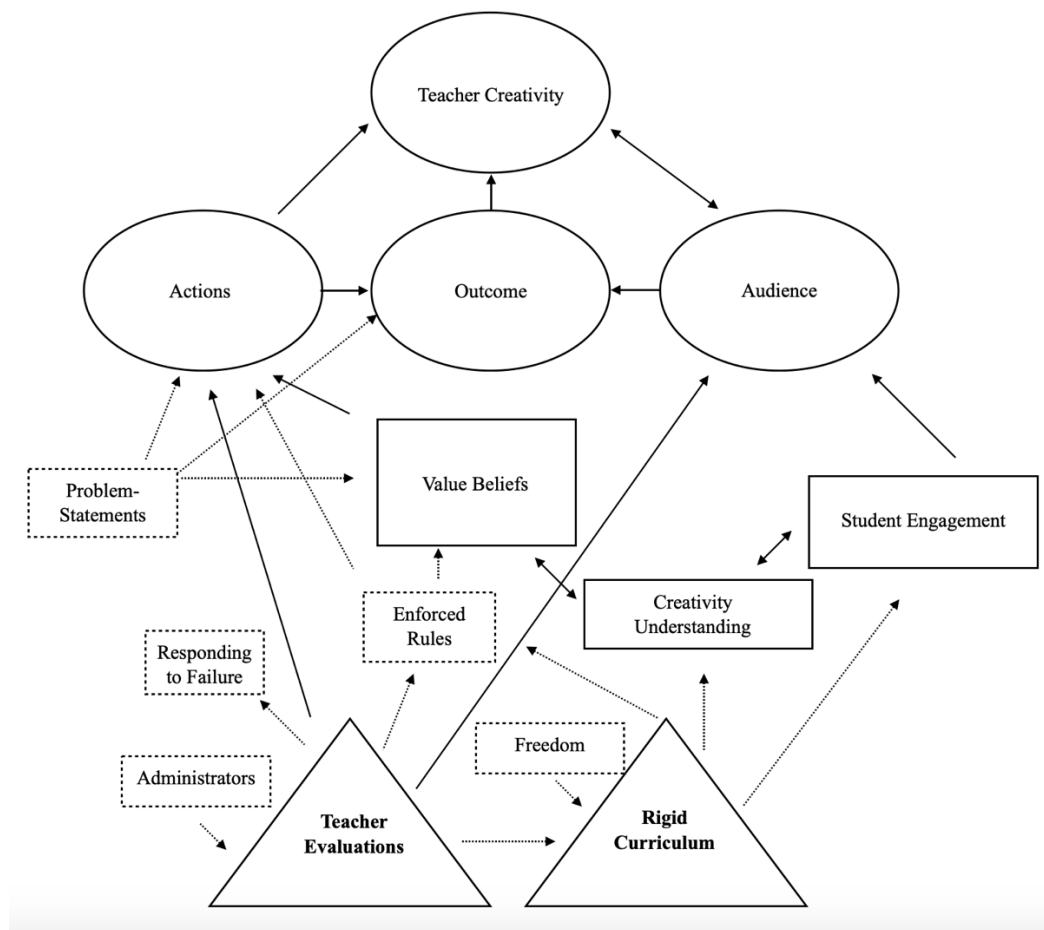 Teacher Creativity
Actions
Outcome
Audience
Problem-
Statements
Value Beliefs
Student Engagement
Enforced
Rules
Creativity
Understanding
Responding
to Failure
Freedom
Administrators
Teacher
Evaluations
Rigid
Curriculum